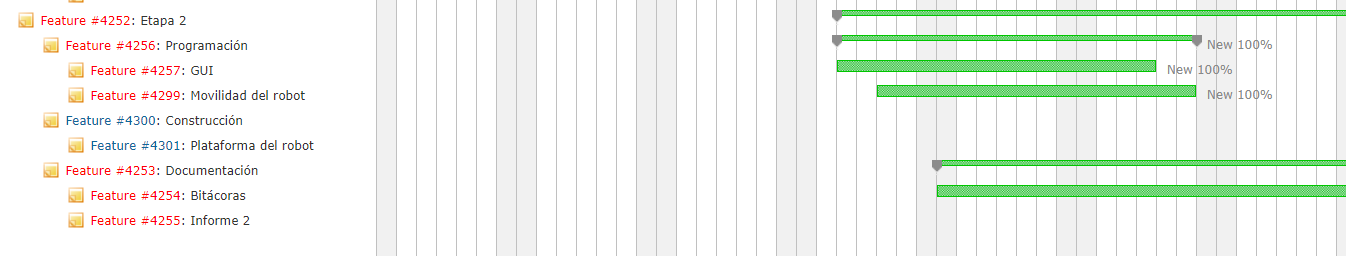 Feature #4252: Etapa 2
Feature #4256: Programación
New 100%
Feature #4257: GUI
New 100%
Feature #4299: Movilidad del robot
New 100%
Feature #4300: Construcción
Feature #4301: Plataforma del robot
Feature #4253: Documentación
Feature #4254: Bitácoras
Feature #4255: Informe 2